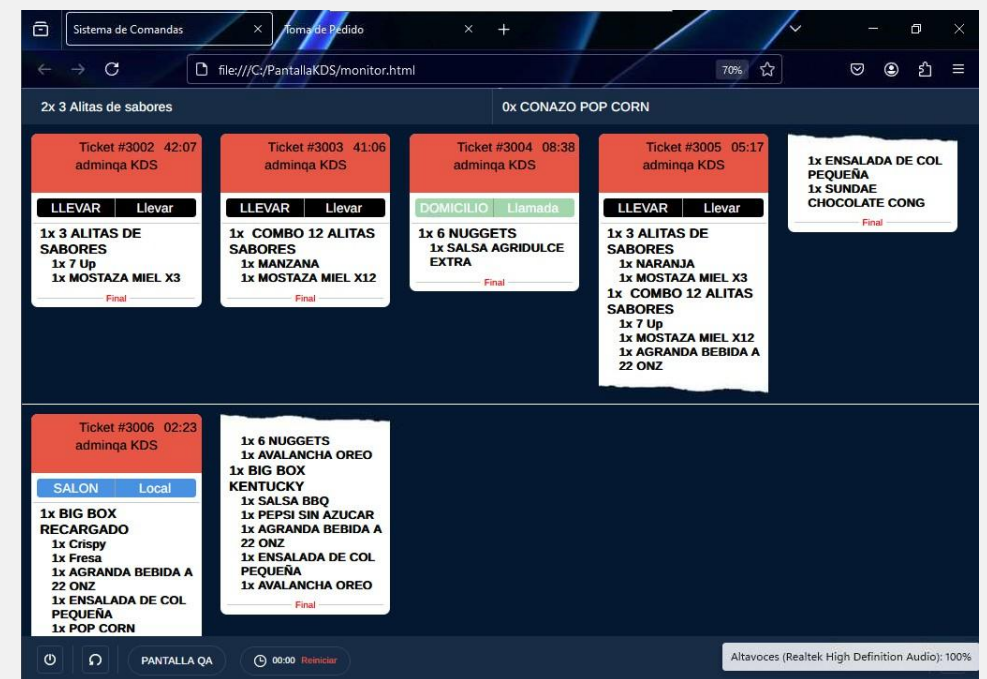 Sistema de Comandas
Toma de Pedido
file:///C:/PantallaKDS/monitor.html
70%
2x 3 Alitas de sabores
0x CONAZO POP CORN
Ticket #3002 42:07
adminqa KDS
LLEVAR Llevar
1x 3 ALITAS DE
SABORES
1x 7 Up
1x MOSTAZA MIEL X3
Final
Ticket #3003 41:06
adminqa KDS
LLEVAR Llevar
1x COMBO 12 ALITAS
SABORES
1x MANZANA
1x MOSTAZA MIEL X12
Final
Ticket #3004 08:38
adminqa KDS
DOMICILIO Llamada
1x 6 NUGGETS
1x SALSA AGRIDULCE
EXTRA
Final
Ticket #3005 05:17
adminqa KDS
LLEVAR Llevar
1x 3 ALITAS DE
SABORES
1x NARANJA
1x MOSTAZA MIEL X3
1x COMBO 12 ALITAS
SABORES
1x 7 Up
1x MOSTAZA MIEL X12
1x AGRANDA BEBIDA A
22 ONZ
1x ENSALADA DE COL
PEQUEÑA
1x SUNDAE
CHOCOLATE CONG
Final
Ticket #3006 02:23
adminqa KDS
SALON Local
1x BIG BOX
RECARGADO
1x Crispy
1x Fresa
1x AGRANDA BEBIDA A
22 ONZ
1x ENSALADA DE COL
PEQUEÑA
1x POP CORN
1x 6 NUGGETS
1x AVALANCHA OREO
1x BIG BOX
KENTUCKY
1x SALSA BBQ
1x PEPSI SIN AZUCAR
1x AGRANDA BEBIDA A
22 ONZ
1x ENSALADA DE COL
PEQUEÑA
1x AVALANCHA OREO
Final
PANTALLA QA
00:00 Reiniciar
Altavoces (Realtek High Definition Audio): 100%